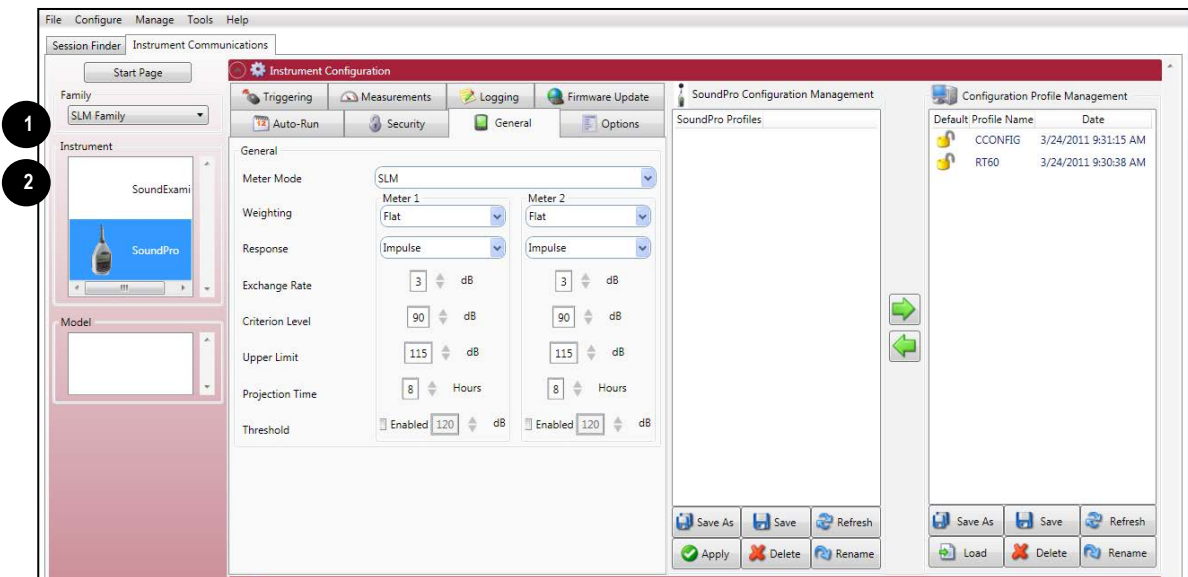 File Configure Manage Tools Help
Session Finder Instrument Communications
Start Page
Family
SLM Family
1
Instrument
2
SoundExami
SoundPro
Model
Instrument Configuration
Triggering Measurements Logging Firmware Update
Auto-Run Security General Options
General
Meter Mode SLM
Meter 1 Meter 2
Weighting Flat Flat
Response Impulse Impulse
Exchange Rate 3 dB 3 dB
Criterion Level 90 dB 90 dB
Upper Limit 115 dB 115 dB
Projection Time 8 Hours 8 Hours
Threshold Enabled 120 dB Enabled 120 dB
SoundPro Configuration Management
SoundPro Profiles
Save As Save Refresh
Apply Delete Rename
Configuration Profile Management
Default Profile Name Date
CCONFIG 3/24/2011 9:31:15 AM
RT60 3/24/2011 9:30:38 AM
Save As Save Refresh
Load Delete Rename